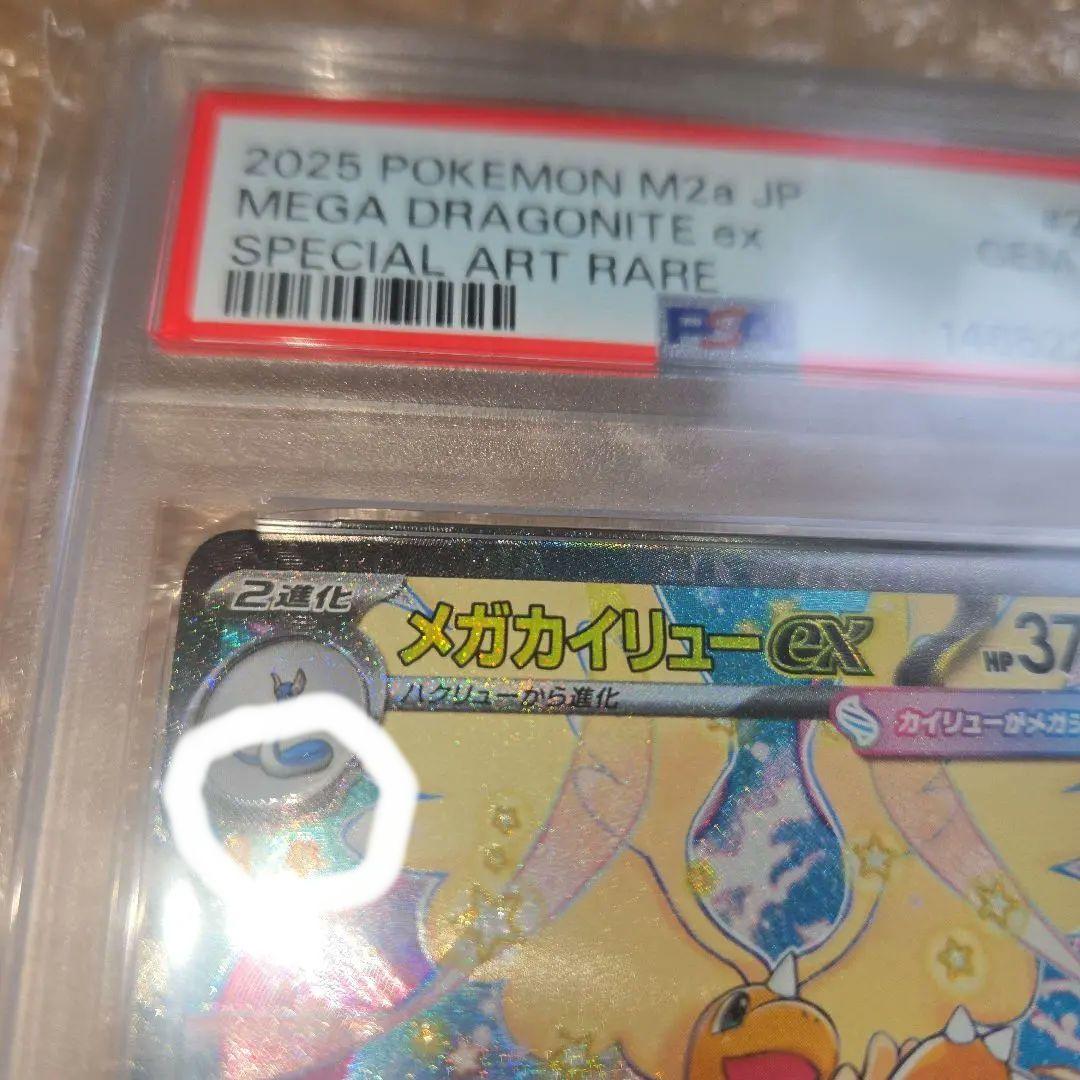 2025 POKEMON M2a JP
MEGA DRAGONITE ex
SPECIAL ART RARE
GEM
PSA
2進化
メガカイリューex
HP 37
ハクリューから進化
カイリューがメガシ